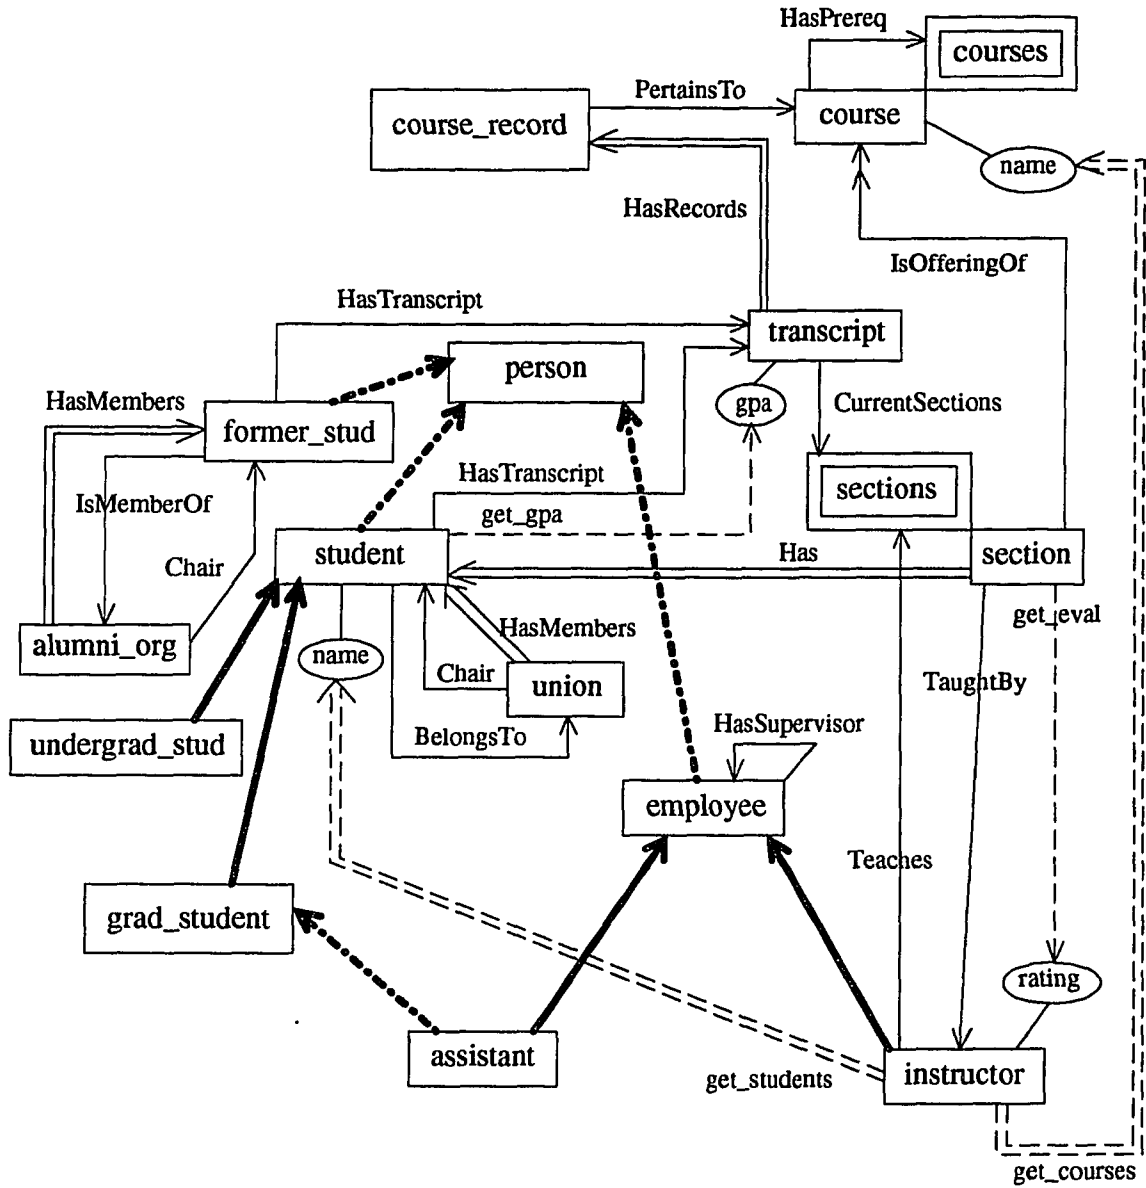 HasPrereq
courses
PertainsTo
course_record
course
name
HasRecords
IsOfferingOf
HasTranscript
transcript
person
HasMembers
gpa
CurrentSections
former_stud
HasTranscript
sections
IsMemberOf
get_gpa
student
Has
section
Chair
get_eval
HasMembers
alumni_org
name
Chair
union
TaughtBy
undergrad_stud
BelongsTo
HasSupervisor
employee
Teaches
grad_student
rating
assistant
get_students
instructor
get_courses